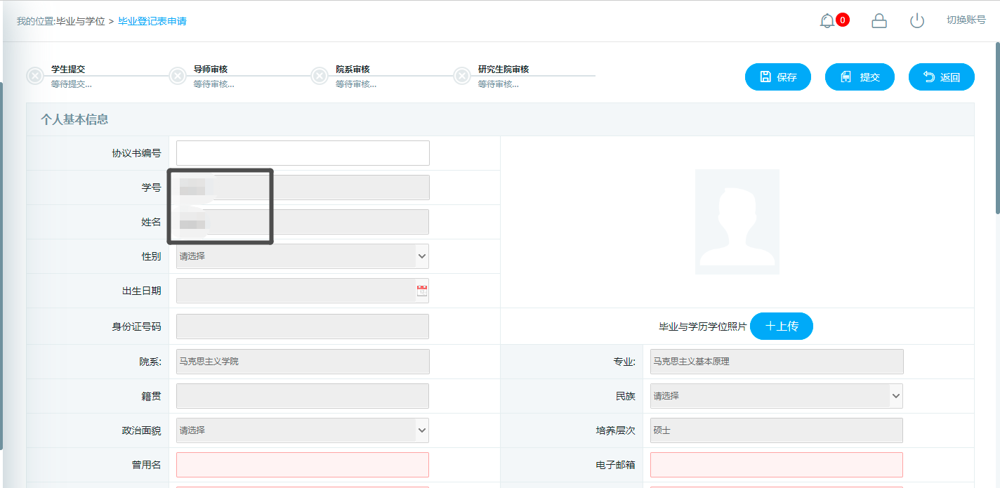 我的位置:毕业与学位 > 毕业登记表申请
0
切换账号
学生提交
等待提交...
导师审核
等待审核...
院系审核
等待审核...
研究生院审核
等待审核...
保存
提交
返回
个人基本信息
协议书编号
学号
姓名
性别 请选择
出生日期
身份证号码
毕业与学历学位照片 +上传
院系: 马克思主义学院 专业: 马克思主义基本原理
籍贯 民族 请选择
政治面貌 请选择 培养层次 硕士
曾用名 电子邮箱